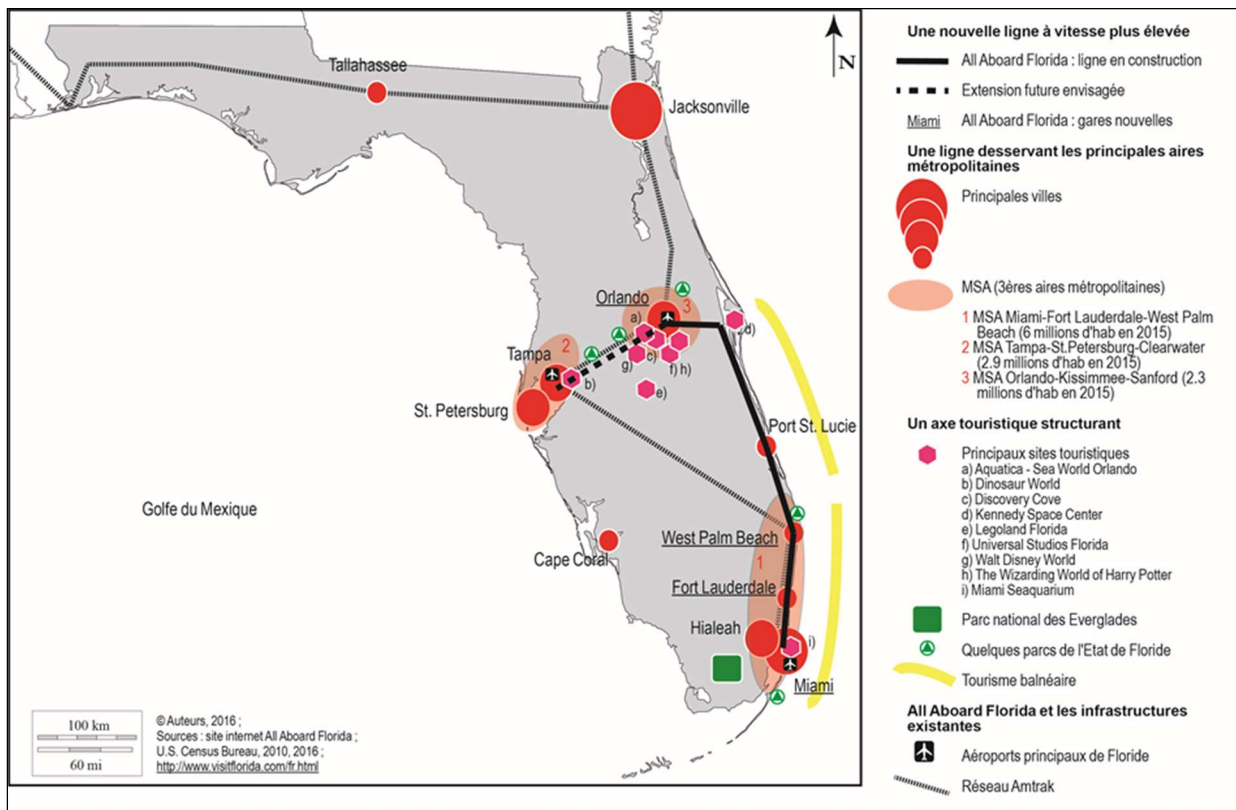 Tallahassee
Jacksonville
N
Orlando
3
a)
d)
Tampa
2
g)
c)
f)
h)
b)
e)
St. Petersburg
Port St. Lucie
Golfe du Mexique
West Palm Beach
Cape Coral
1
Fort Lauderdale
Hialeah
i)
Miami
100 km
60 mi
© Auteurs, 2016 ;
Sources : site internet All Aboard Florida ;
U.S. Census Bureau, 2010, 2016 ;
http://www.visitflorida.com/fr.html
Une nouvelle ligne à vitesse plus élevée
All Aboard Florida : ligne en construction
Extension future envisagée
Miami All Aboard Florida : gares nouvelles
Une ligne desservant les principales aires
métropolitaines
Principales villes
MSA (3ères aires métropolitaines)
1 MSA Miami-Fort Lauderdale-West Palm
Beach (6 millions d'hab en 2015)
2 MSA Tampa-St.Petersburg-Clearwater
(2.9 millions d'hab en 2015)
3 MSA Orlando-Kissimmee-Sanford (2.3
millions d'hab en 2015)
Un axe touristique structurant
Principaux sites touristiques
a) Aquatica - Sea World Orlando
b) Dinosaur World
c) Discovery Cove
d) Kennedy Space Center
e) Legoland Florida
f) Universal Studios Florida
g) Walt Disney World
h) The Wizarding World of Harry Potter
i) Miami Seaquarium
Parc national des Everglades
Quelques parcs de l'Etat de Floride
Tourisme balnéaire
All Aboard Florida et les infrastructures
existantes
Aéroports principaux de Floride
Réseau Amtrak